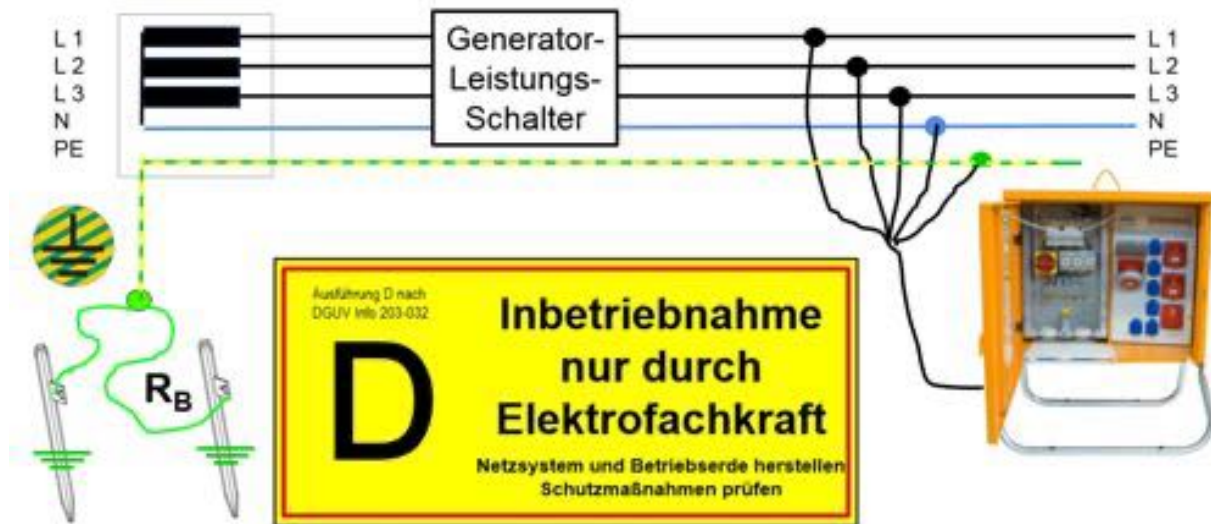 L 1
L 2
L 3
N
PE
Generator-
Leistungs-
Schalter
L 1
L 2
L 3
N
PE
R_B
Ausführung D nach
DGUV Info 203-032
D
Inbetriebnahme
nur durch
Elektrofachkraft
Netzsystem und Betriebserde herstellen
Schutzmaßnahmen prüfen